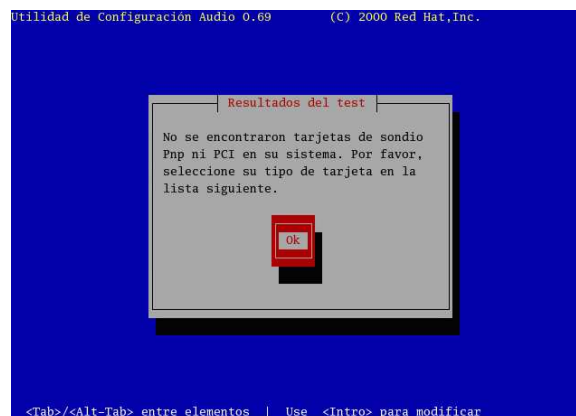 Utilidad de Configuración Audio 0.69 (C) 2000 Red Hat,Inc.
Resultados del test
No se encontraron tarjetas de sondio
Pnp ni PCI en su sistema. Por favor,
seleccione su tipo de tarjeta en la
lista siguiente.
Ok
<Tab>/<Alt-Tab> entre elementos | Use <Intro> para modificar